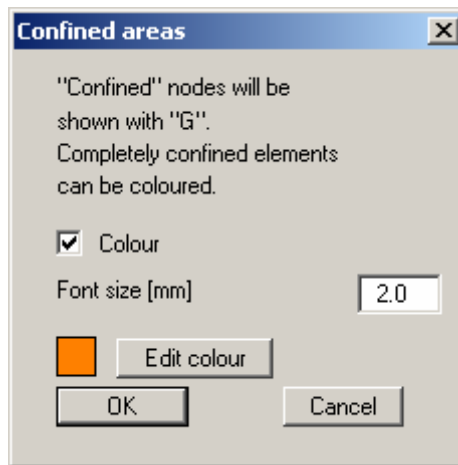 Confined areas
"Confined" nodes will be
shown with "G".
Completely confined elements
can be coloured.
Colour
Font size [mm] 2.0
Edit colour
OK Cancel